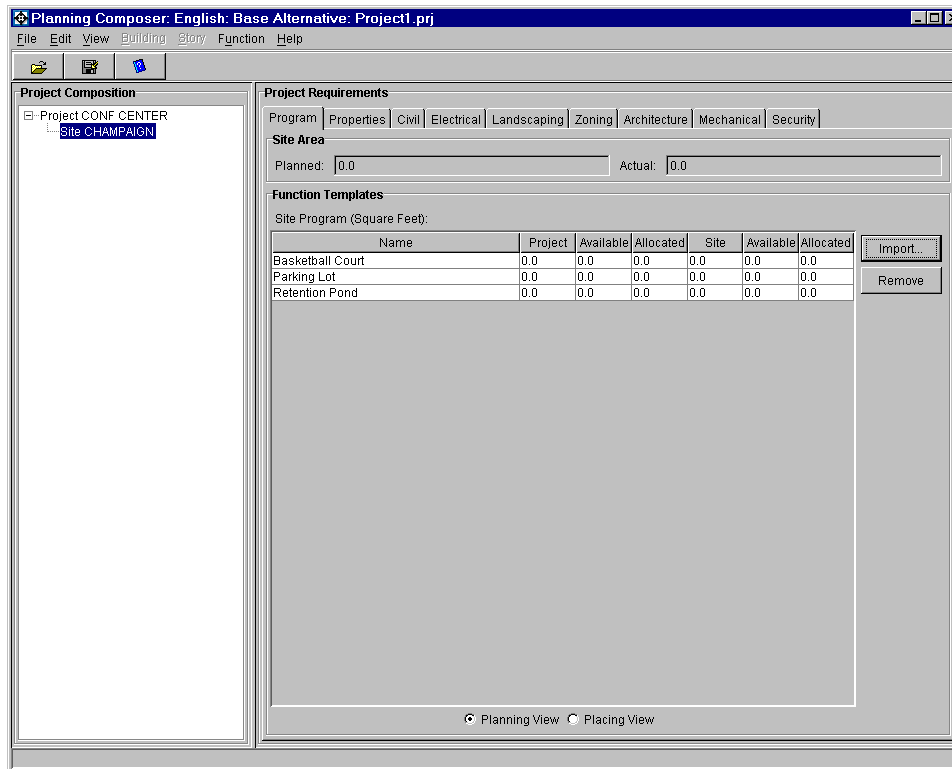 Planning Composer: English: Base Alternative: Project1.prj
File Edit View Building Story Function Help
Project Composition
Project CONF CENTER
Site CHAMPAIGN
Project Requirements
Program Properties Civil Electrical Landscaping Zoning Architecture Mechanical Security
Site Area
Planned: 0.0 Actual: 0.0
Function Templates
Site Program (Square Feet):
Name Project Available Allocated Site Available Allocated
Basketball Court 0.0 0.0 0.0 0.0 0.0 0.0
Parking Lot 0.0 0.0 0.0 0.0 0.0 0.0
Retention Pond 0.0 0.0 0.0 0.0 0.0 0.0
Import...
Remove
Planning View Placing View